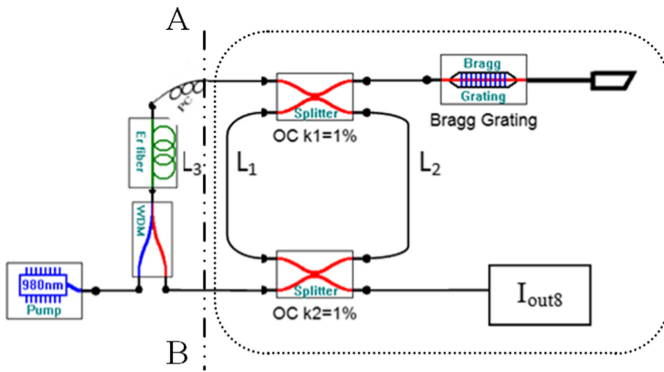 A
Bragg
Grating
Bragg Grating
PC
Splitter
OC k1=1%
Er fiber
L3
L1
L2
WDM
980nm
Pump
Splitter
OC k2=1%
Iout8
B